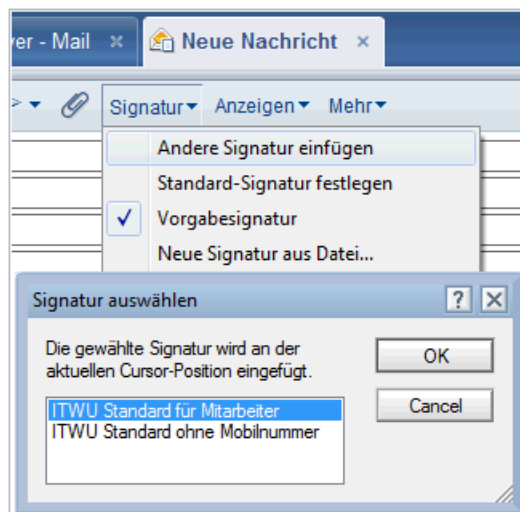 er - Mail
Neue Nachricht
Signatur Anzeigen Mehr
Andere Signatur einfügen
Standard-Signatur festlegen
Vorgabesignatur
Neue Signatur aus Datei...
Signatur auswählen
Die gewählte Signatur wird an der
aktuellen Cursor-Position eingefügt.
OK
Cancel
ITWU Standard für Mitarbeiter
ITWU Standard ohne Mobilnummer